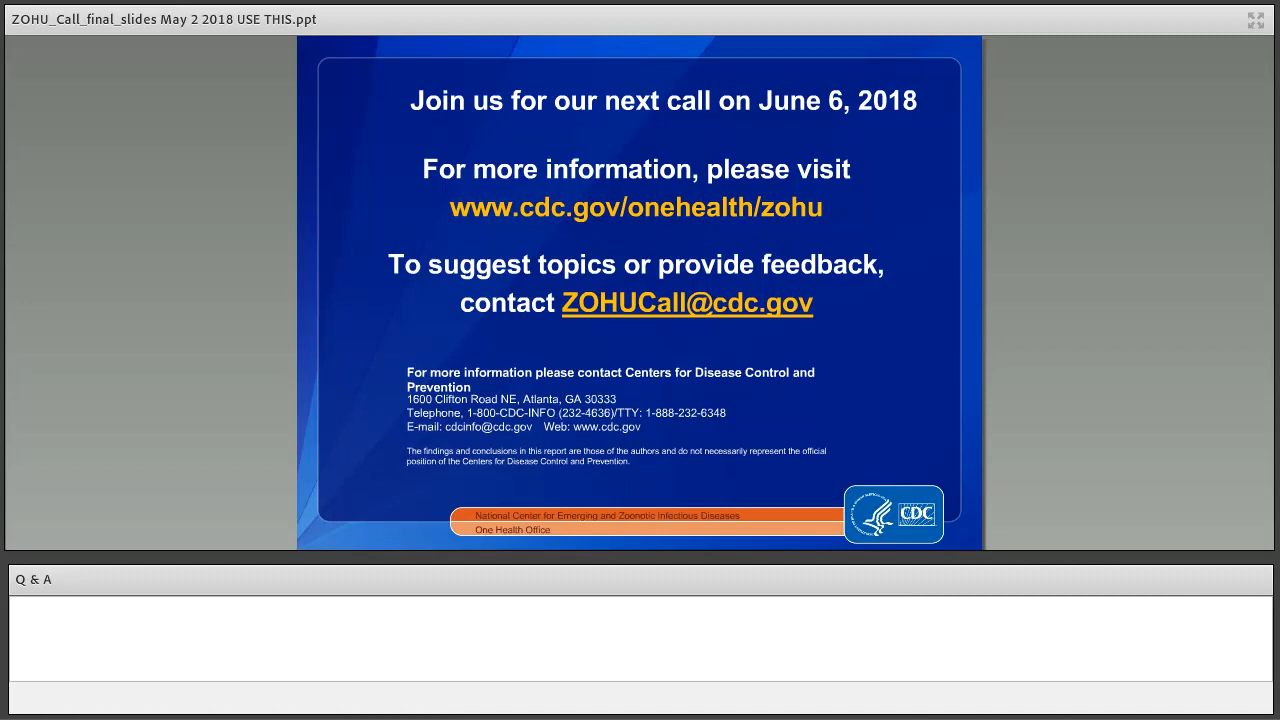 ZOHU_Call_final_slides May 2 2018 USE THIS.ppt
Join us for our next call on June 6, 2018
For more information, please visit
www.cdc.gov/onehealth/zohu
To suggest topics or provide feedback,
contact ZOHUCall@cdc.gov
For more information please contact Centers for Disease Control and
Prevention
1600 Clifton Road NE, Atlanta, GA 30333
Telephone, 1-800-CDC-INFO (232-4636)/TTY: 1-888-232-6348
E-mail: cdcinfo@cdc.gov Web: www.cdc.gov
The findings and conclusions in this report are those of the authors and do not necessarily represent the official
position of the Centers for Disease Control and Prevention.
National Center for Emerging and Zoonotic Infectious Diseases
One Health Office
CDC
Q & A